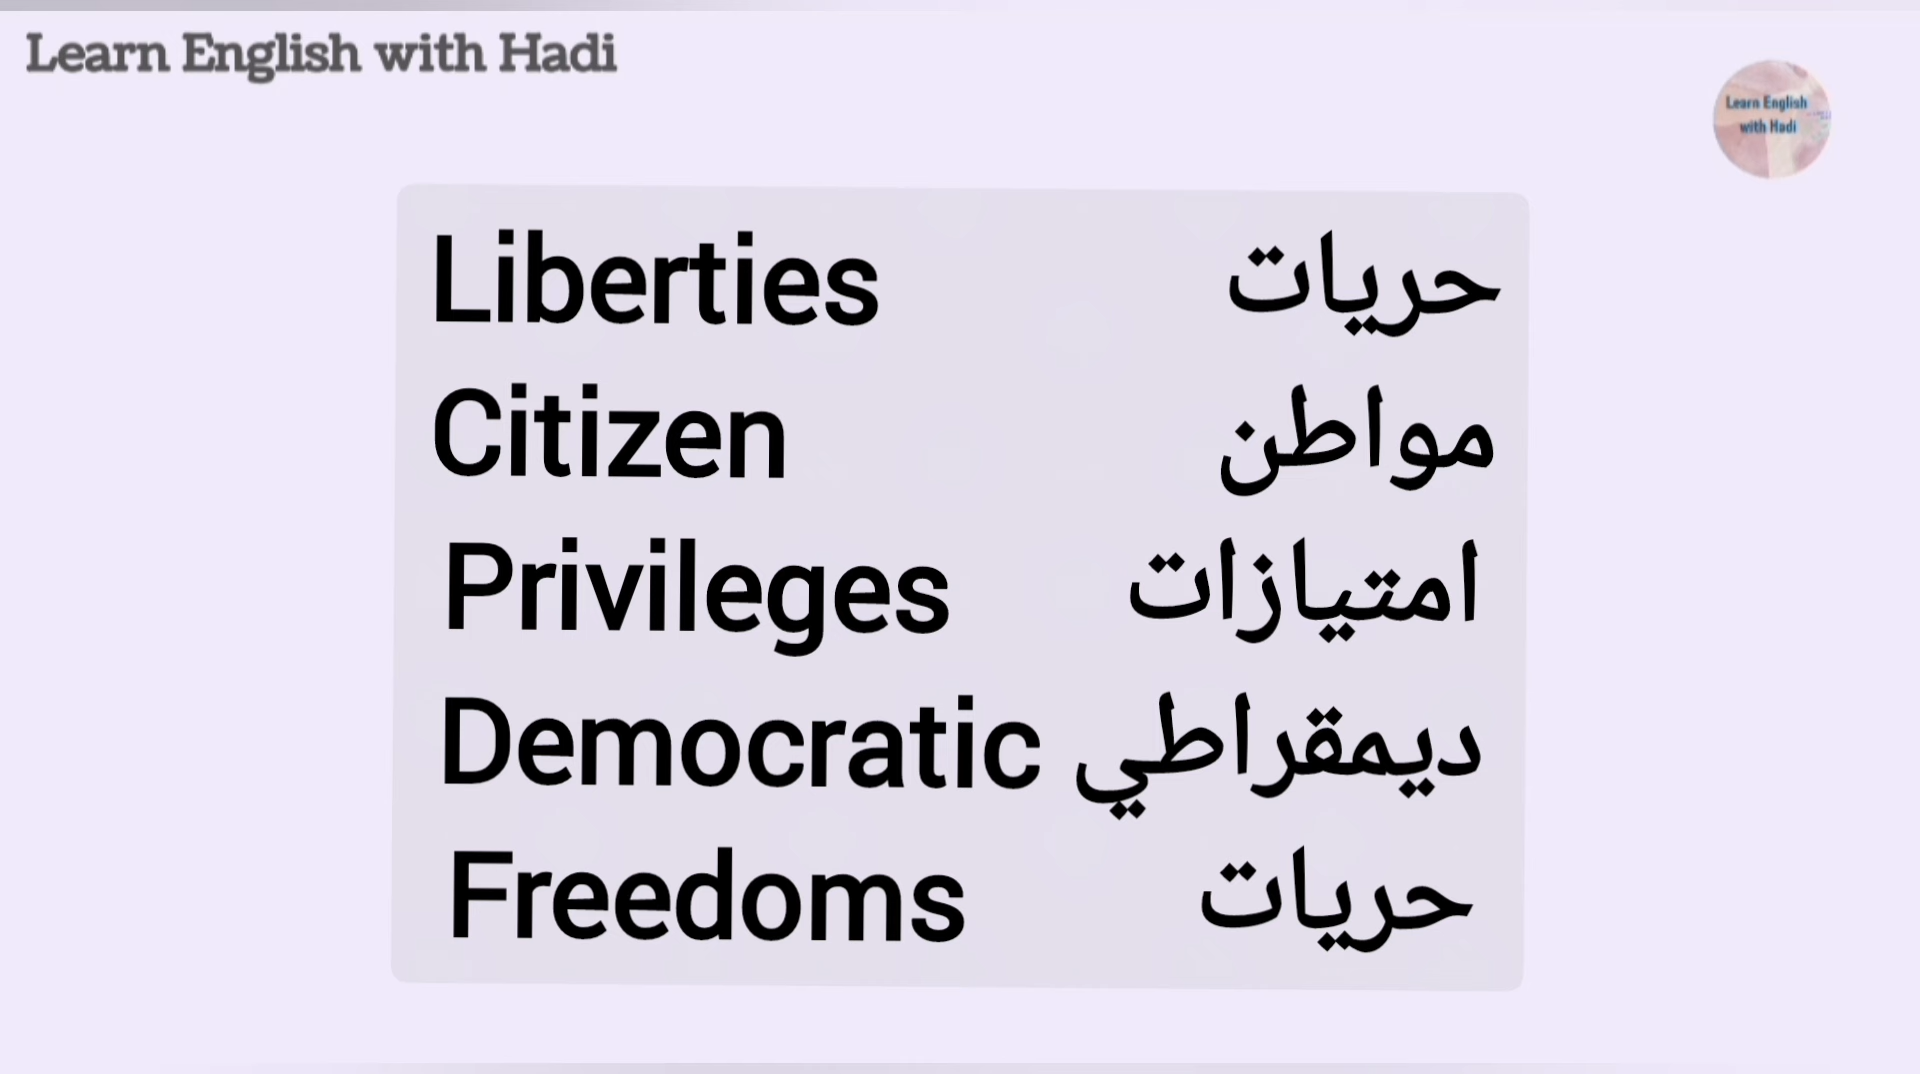 Learn English with Hadi
Learn English
with Hadi
Liberties حريات
Citizen مواطن
Privileges امتيازات
Democratic ديمقراطي
Freedoms حريات